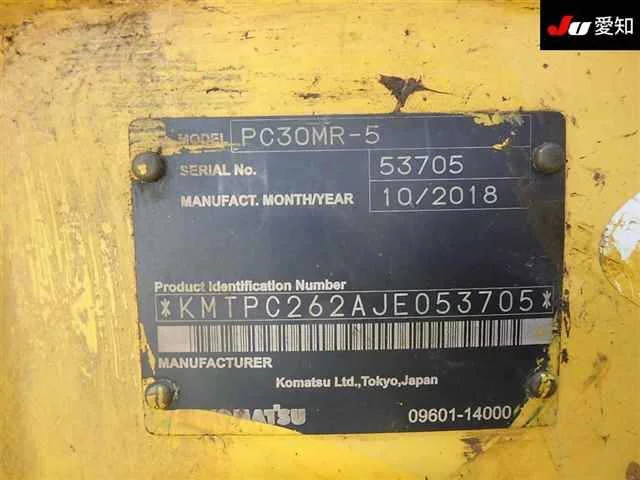 JU 愛知
MODEL PC30MR-5
SERIAL No. 53705
MANUFACT. MONTH/YEAR 10/2018
Product Identification Number
*KMTPC262AJE053705*
MANUFACTURER
Komatsu Ltd.,Tokyo,Japan
KOMATSU 09601-14000